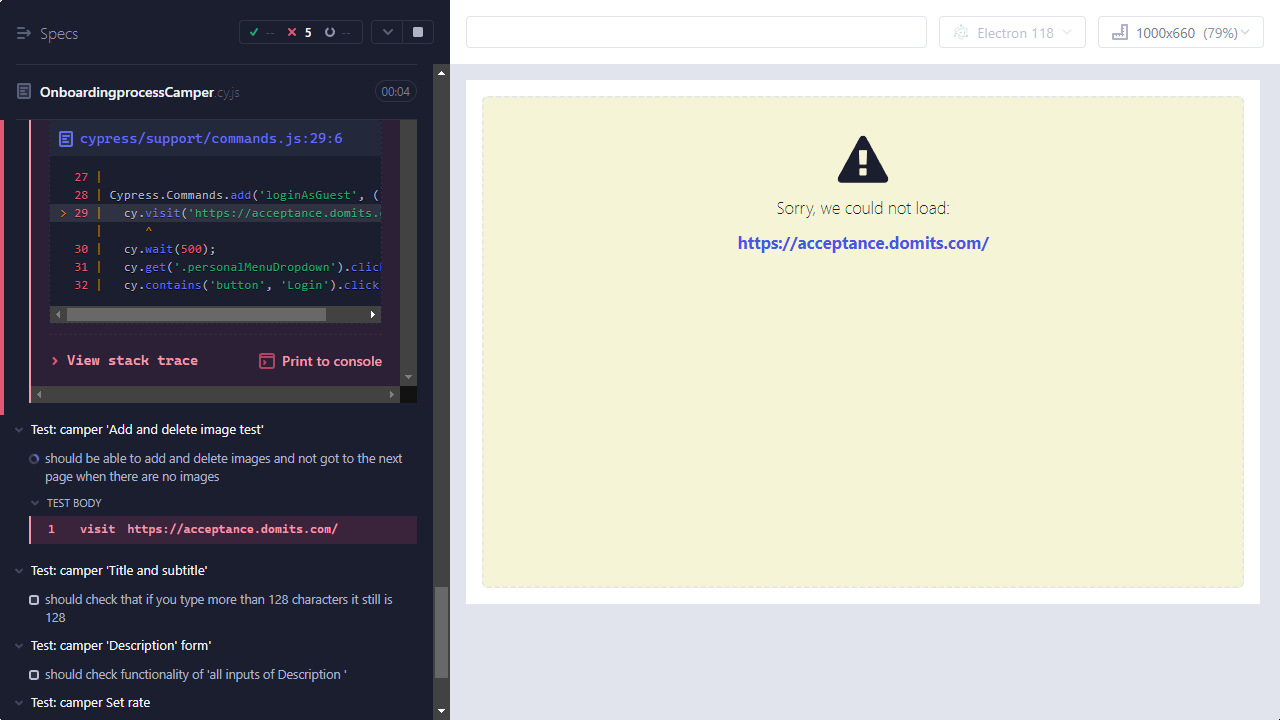 Specs
-- 5 --
OnboardingprocessCamper.cy.js
00:04
cypress/support/commands.js:29:6
27 |
28 | Cypress.Commands.add('loginAsGuest', (
> 29 |   cy.visit('https://acceptance.domits.
|      ^
30 |   cy.wait(500);
31 |   cy.get('.personalMenuDropdown').click
32 |   cy.contains('button', 'Login').click
View stack trace
Print to console
Test: camper 'Add and delete image test'
should be able to add and delete images and not got to the next
page when there are no images
TEST BODY
1 visit https://acceptance.domits.com/
Test: camper 'Title and subtitle'
should check that if you type more than 128 characters it still is
128
Test: camper 'Description' form'
should check functionality of 'all inputs of Description '
Test: camper Set rate
Electron 118
1000x660 (79%)
Sorry, we could not load:
https://acceptance.domits.com/